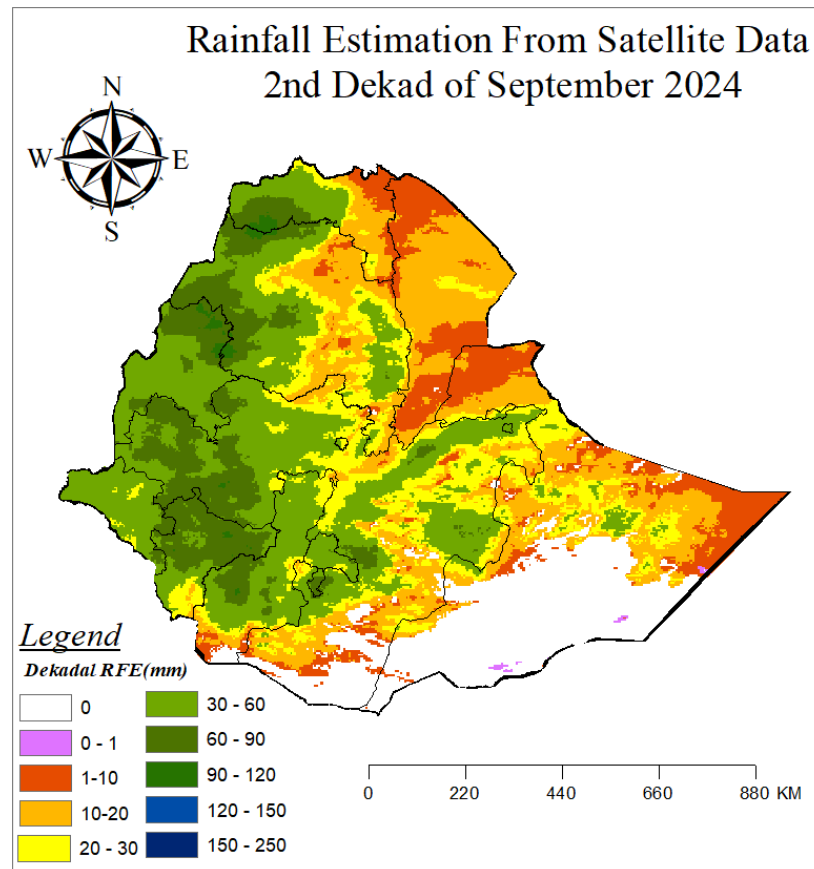 Rainfall Estimation From Satellite Data
2nd Dekad of September 2024
N
W
E
S
Legend
Dekadal RFE(mm)
0
0 - 1
1-10
10-20
20 - 30
30 - 60
60 - 90
90 - 120
120 - 150
150 - 250
0 220 440 660 880 KM